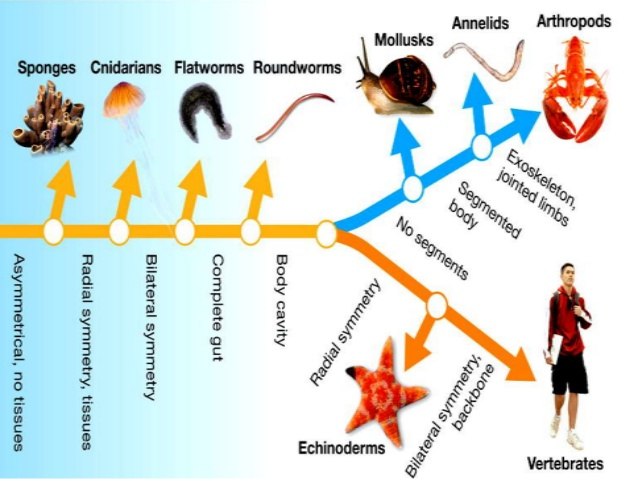 Sponges
Cnidarians
Flatworms
Roundworms
Mollusks
Annelids
Arthropods
Asymmetrical, no tissues
Radial symmetry, tissues
Bilateral symmetry
Complete gut
Body cavity
No segments
Segmented
body
Exoskeleton,
jointed limbs
Radial symmetry
Bilateral symmetry,
backbone
Echinoderms
Vertebrates